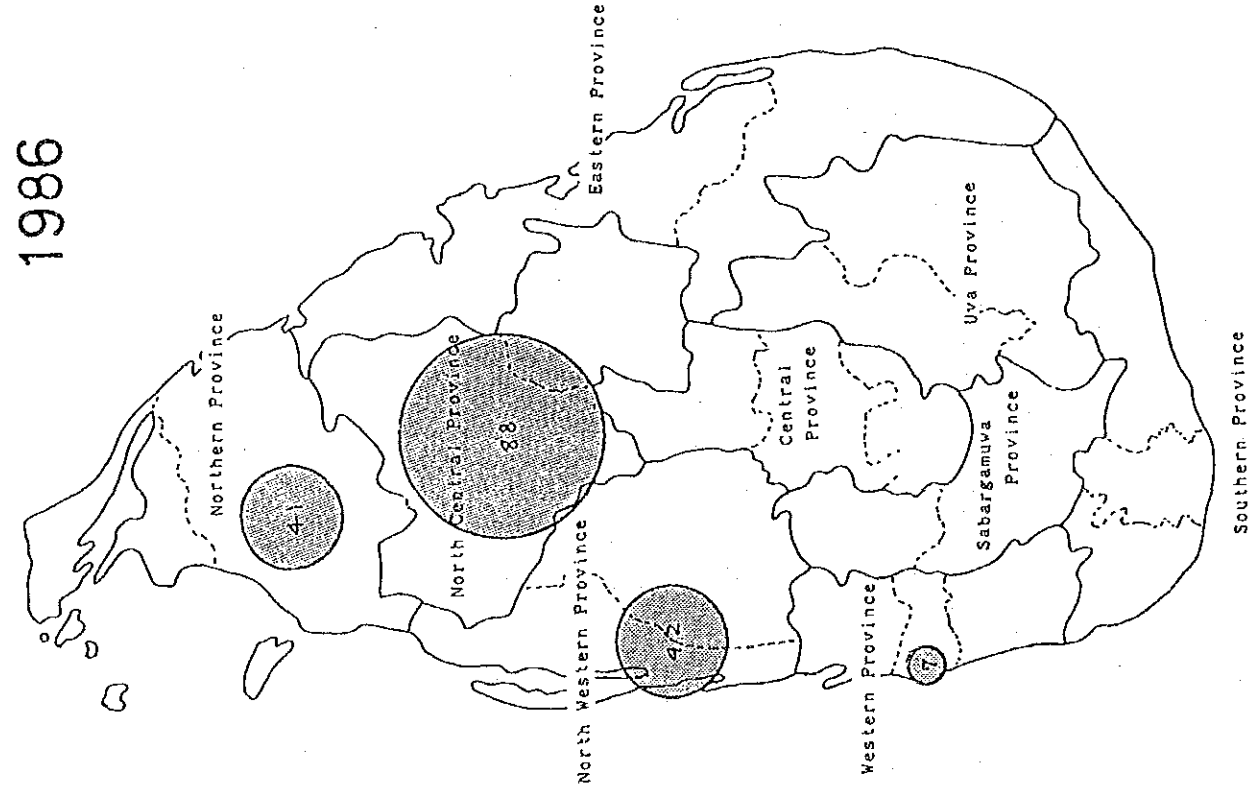 1986
Northern Province
41
North Central Province
88
Eastern Province
North Western Province
42
Central
Province
Uva Province
Sabargamuwa
Province
Western Province
7
Southern Province